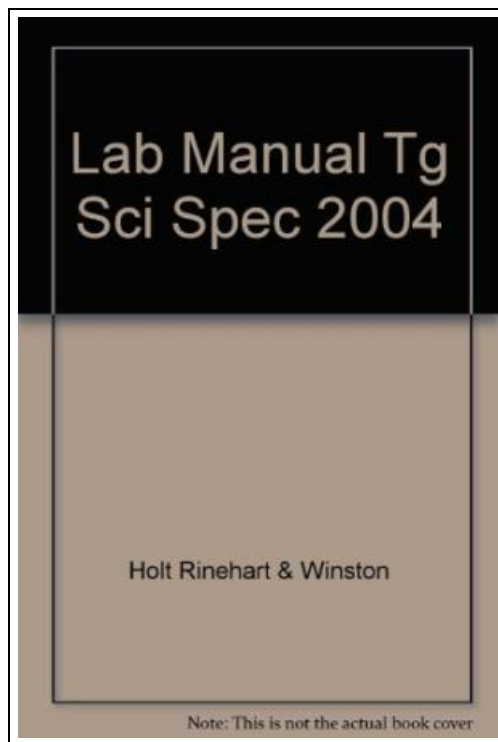 Lab Manual Tg
Sci Spec 2004
Holt Rinehart & Winston
Note: This is not the actual book cover